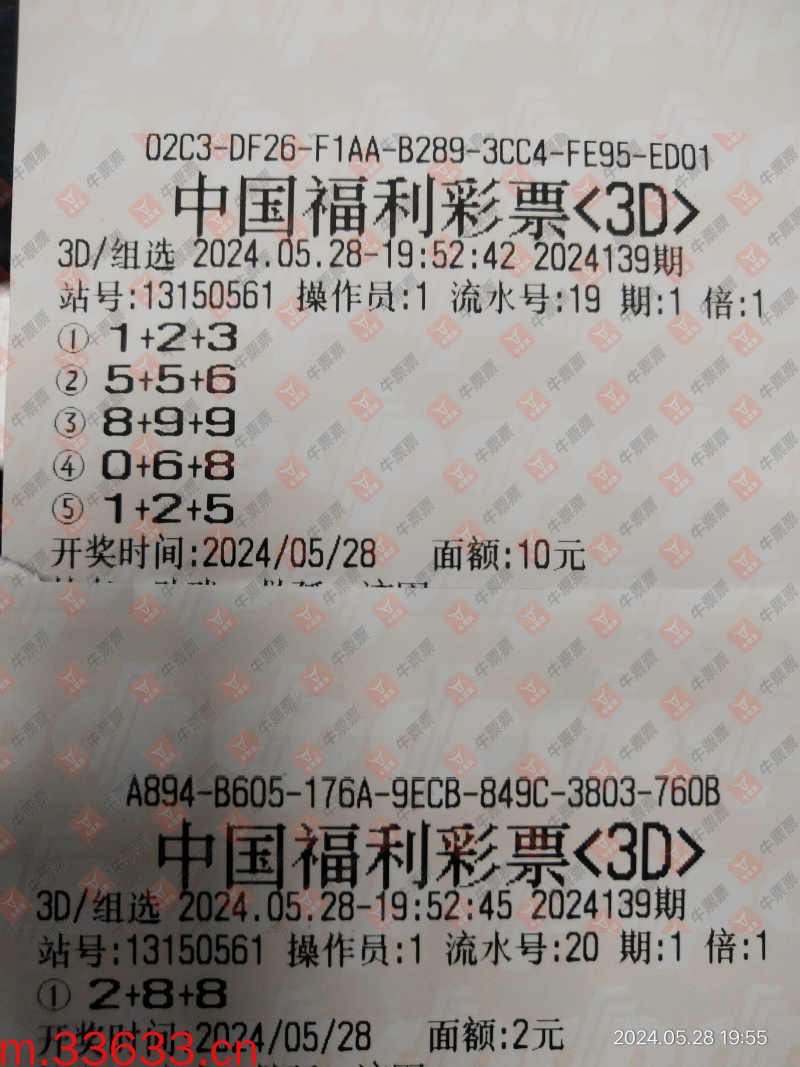 02C3-DF26-F1AA-B289-3CC4-FE95-ED01
中国福利彩票<3D>
3D/组选 2024.05.28-19:52:42 2024139期
站号:13150561 操作员:1 流水号:19 期:1 倍:1
① 1+2+3
② 5+5+6
③ 8+9+9
④ 0+6+8
⑤ 1+2+5
开奖时间:2024/05/28 面额:10元
A894-B605-176A-9ECB-849C-3803-760B
中国福利彩票<3D>
3D/组选 2024.05.28-19:52:45 2024139期
站号:13150561 操作员:1 流水号:20 期:1 倍:1
① 2+8+8
开奖时间:2024/05/28 面额:2元
2024.05.28 19:55
m.33633.cn
牛票票